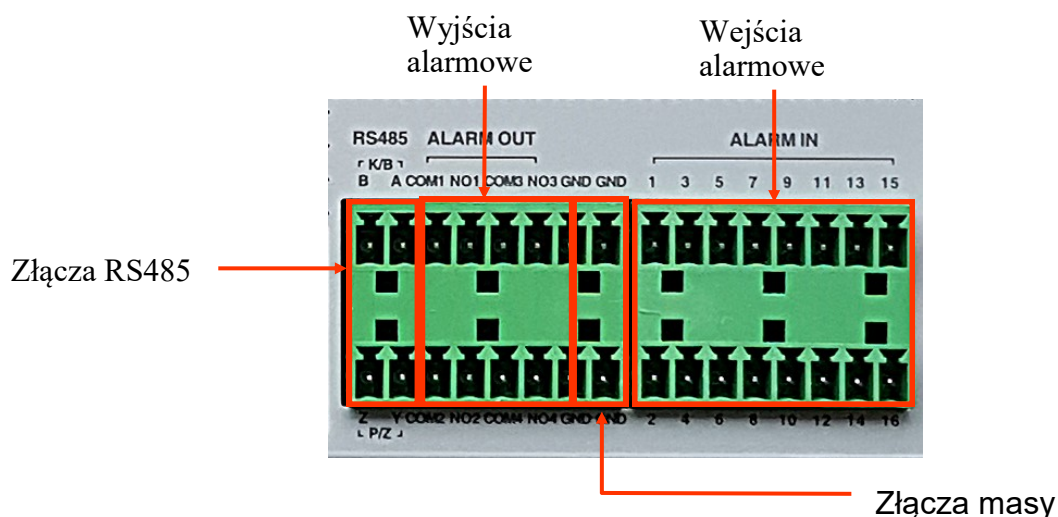 Wyjścia
alarmowe
Wejścia
alarmowe
RS485 ALARM OUT ALARM IN
K/B
B A COM1 NO1 COM3 NO3 GND GND 1 3 5 7 9 11 13 15
Złącza RS485
Z Y COM2 NO2 COM4 NO4 GND GND 2 4 6 8 10 12 14 16
P/Z
Złącza masy